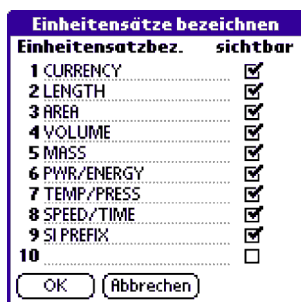 Einheitensätze bezeichnen
Einheitensatzbez. sichtbar
1 CURRENCY
2 LENGTH
3 AREA
4 VOLUME
5 MASS
6 PWR/ENERGY
7 TEMP/PRESS
8 SPEED/TIME
9 SI PREFIX
10
OK Abbrechen